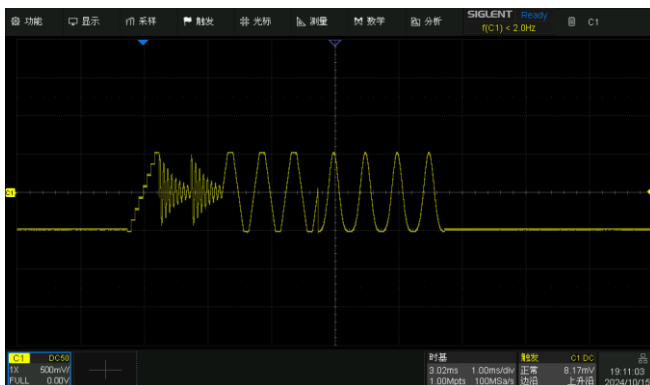 功能 显示 采样 触发 光标 测量 数学 分析 SIGLENT Ready C1
f(C1) < 2.0Hz
C1
C1 DC50
1X 500mV/
FULL 0.00V
时基
3.02ms 1.00ms/div
1.00Mpts 100MSa/s
触发 C1 DC
正常 8.17mV
边沿 上升沿
19:11:03
2024/10/15